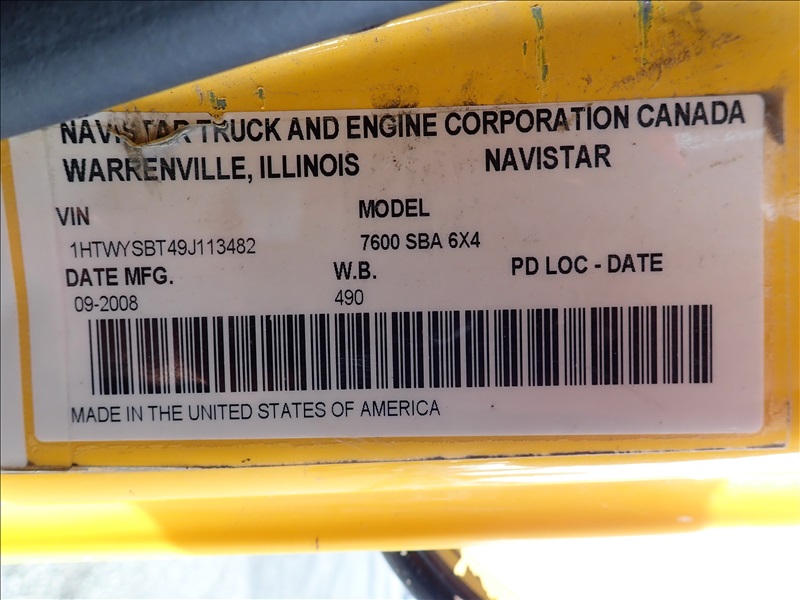 NAVISTAR TRUCK AND ENGINE CORPORATION CANADA
WARRENVILLE, ILLINOIS NAVISTAR
VIN MODEL
1HTWYSBT49J113482 7600 SBA 6X4
DATE MFG. W.B. PD LOC - DATE
09-2008 490
MADE IN THE UNITED STATES OF AMERICA